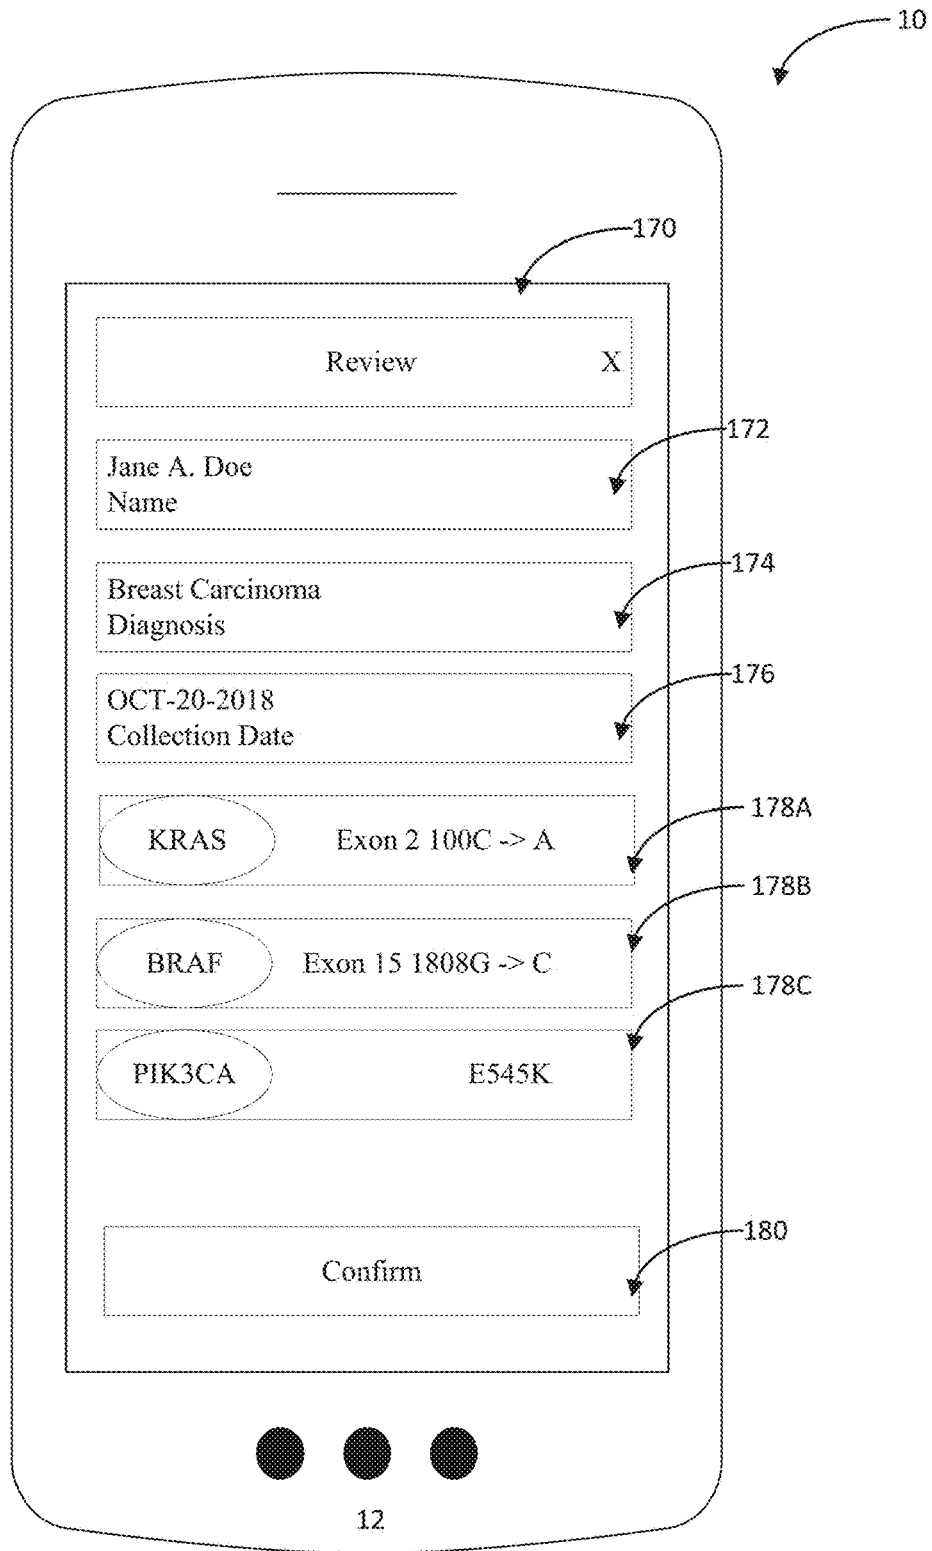 10
170
Review X
172
Jane A. Doe
Name
174
Breast Carcinoma
Diagnosis
176
OCT-20-2018
Collection Date
178A
KRAS Exon 2 100C -> A
178B
BRAF Exon 15 1808G -> C
178C
PIK3CA E545K
180
Confirm
12